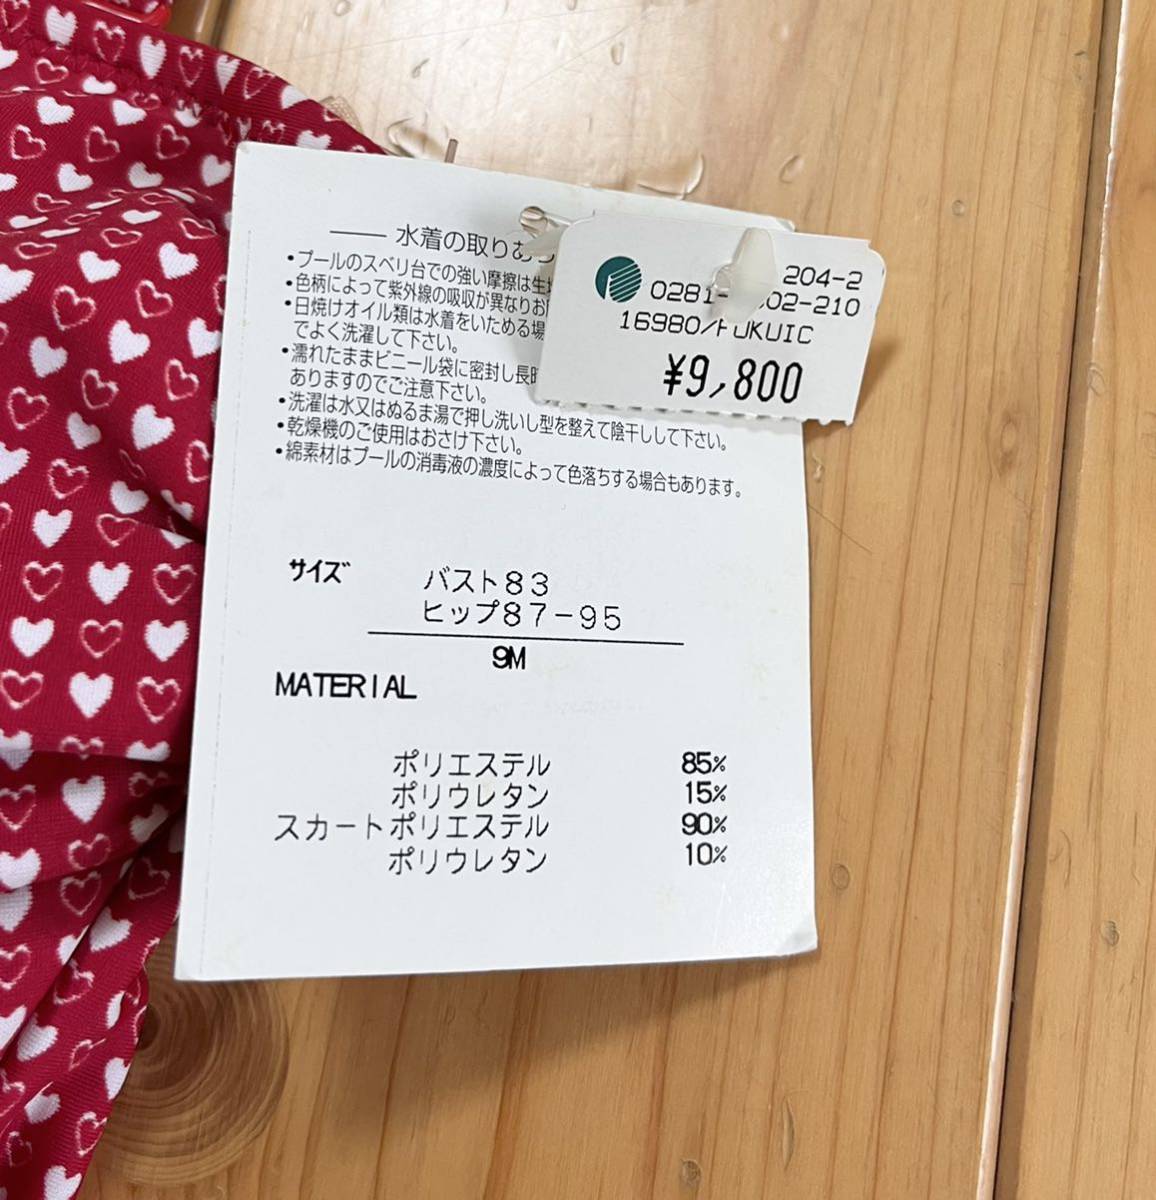 水着の取りあつ
・プールのスベリ台での強い摩擦は生地
・色柄によって紫外線の吸収が異なりお
・日焼けオイル類は水着をいためる場
でよく洗濯して下さい。
・濡れたままビニール袋に密封し長時
ありますのでご注意下さい。
・洗濯は水又はぬるま湯で押し洗いし型を整えて陰干しして下さい。
・乾燥機のご使用はおさけ下さい。
・綿素材はプールの消毒液の濃度によって色落ちする場合もあります。
204-2
0281- 02-210
16980/FUKUIC
¥9,800
サイズ バスト83
ヒップ87-95
9M
MATERIAL
ポリエステル 85%
ポリウレタン 15%
スカートポリエステル 90%
ポリウレタン 10%